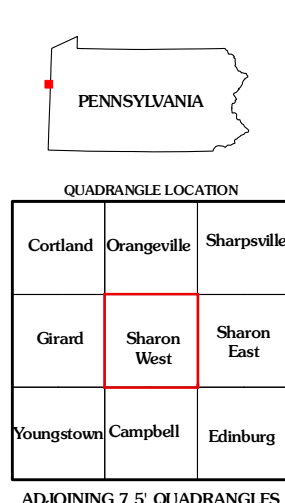 PENNSYLVANIA
QUADRANGLE LOCATION
Cortland Orangeville Sharpsville
Girard Sharon West Sharon East
Youngstown Campbell Edinburg
ADJOINING 7.5' QUADRANGLES